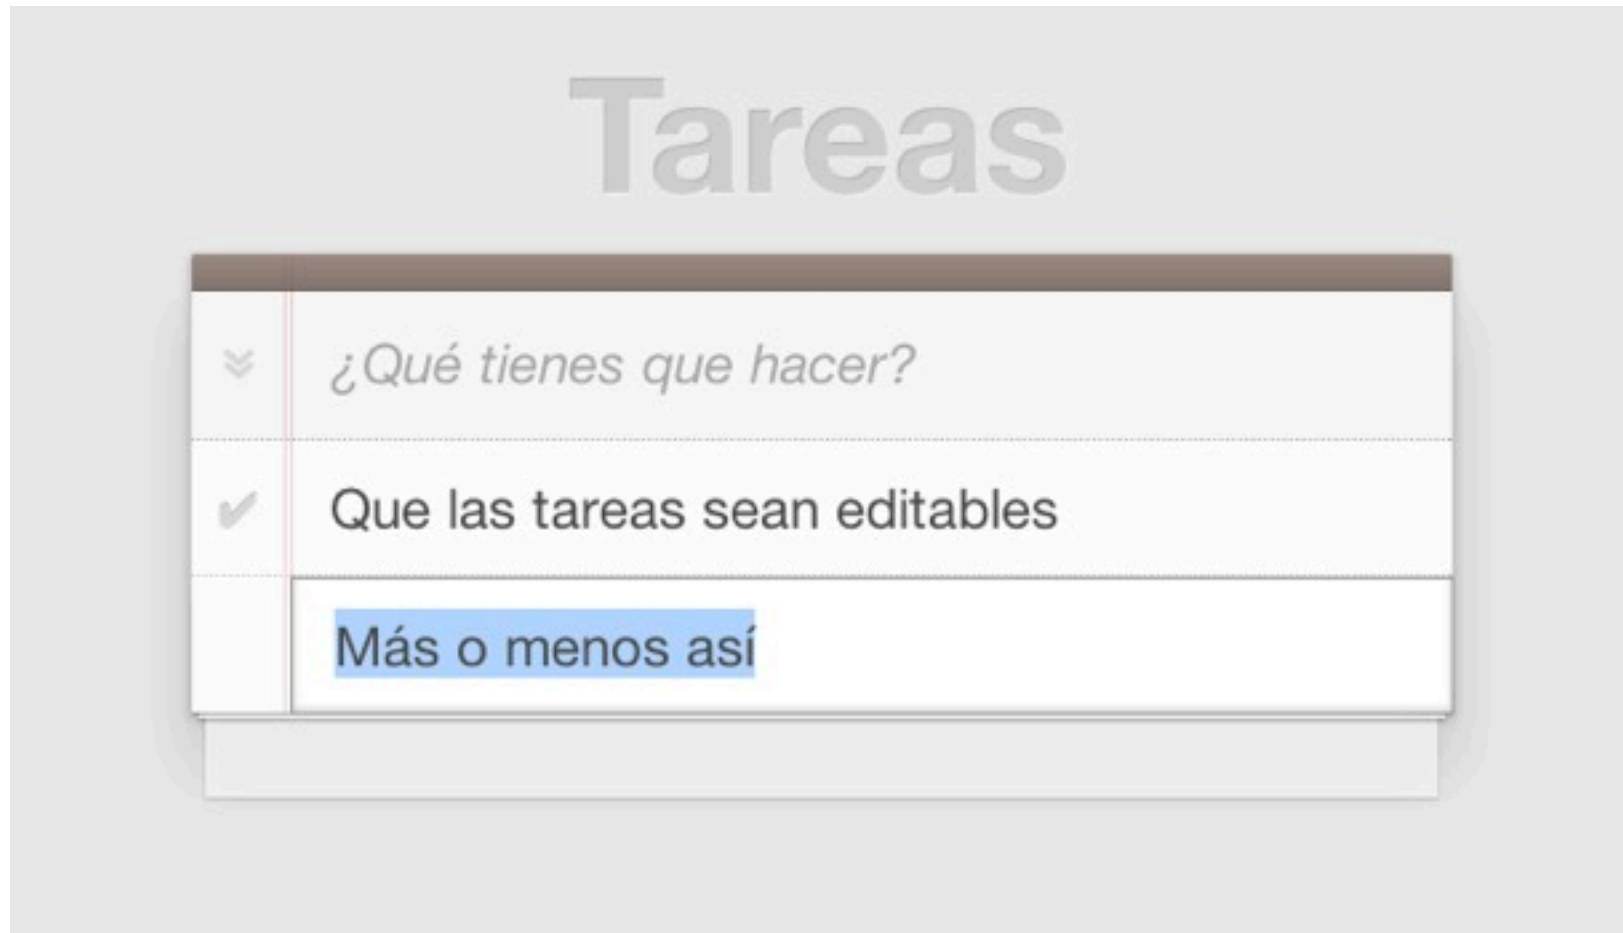 Tareas
¿Qué tienes que hacer?
Que las tareas sean editables
Más o menos así